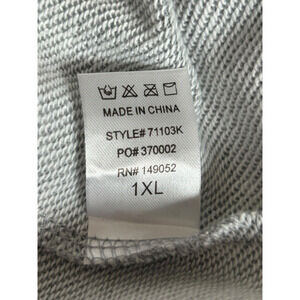 MADE IN CHINA
STYLE# 71103K
PO# 370002
RN# 149052
1XL